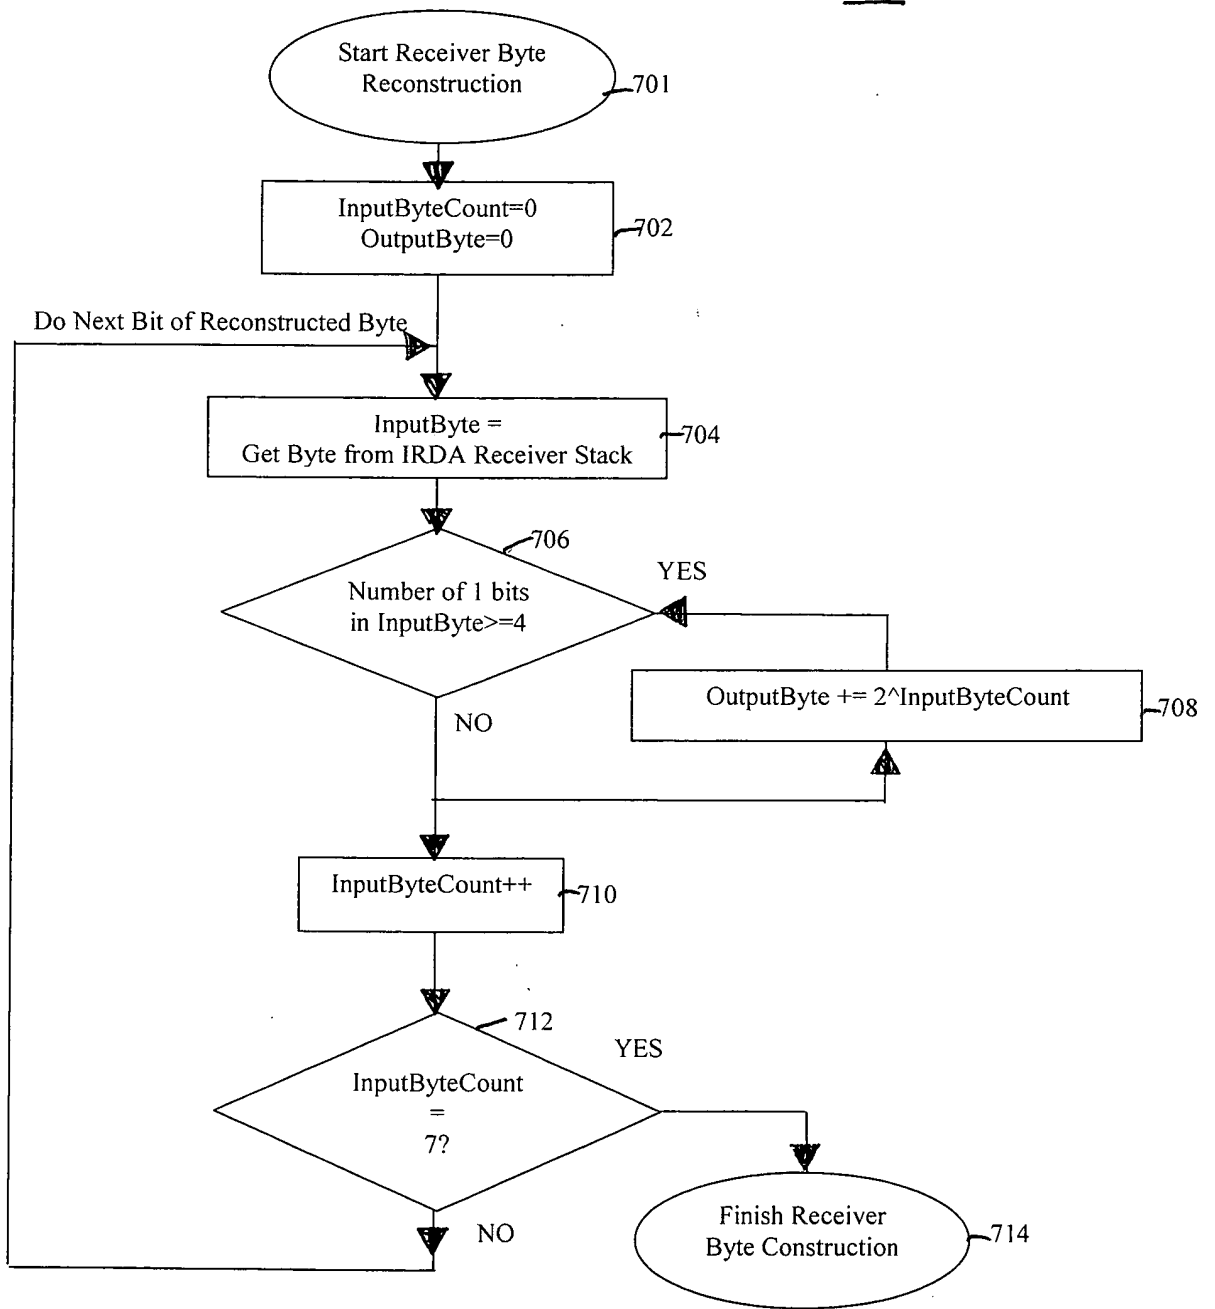 Start Receiver Byte
Reconstruction
701
InputByteCount=0
OutputByte=0
702
Do Next Bit of Reconstructed Byte
InputByte =
Get Byte from IRDA Receiver Stack
704
706
Number of 1 bits
in InputByte>=4
YES
OutputByte += 2^InputByteCount
708
NO
InputByteCount++
710
712
InputByteCount
=
7?
YES
NO
Finish Receiver
Byte Construction
714